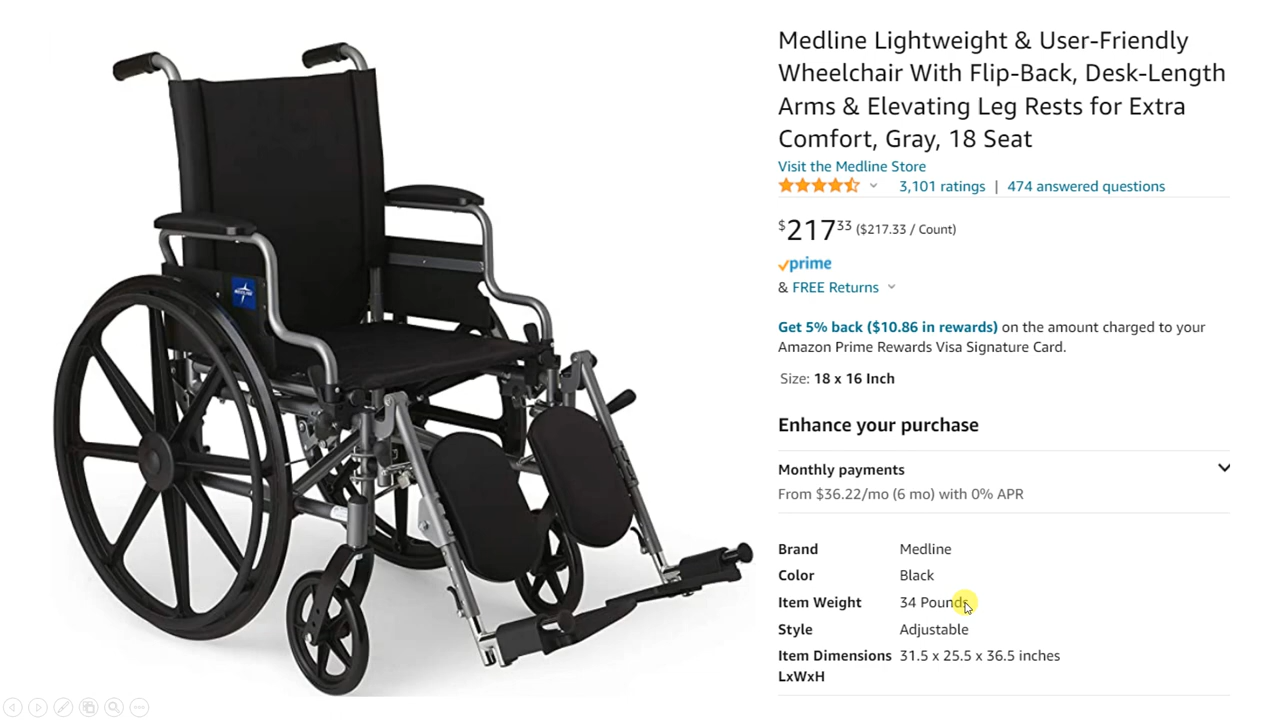 Medline Lightweight & User-Friendly
Wheelchair With Flip-Back, Desk-Length
Arms & Elevating Leg Rests for Extra
Comfort, Gray, 18 Seat
Visit the Medline Store
3,101 ratings | 474 answered questions
$217.33 ($217.33 / Count)
prime
& FREE Returns
Get 5% back ($10.86 in rewards) on the amount charged to your
Amazon Prime Rewards Visa Signature Card.
Size: 18 x 16 Inch
Enhance your purchase
Monthly payments
From $36.22/mo (6 mo) with 0% APR
Brand Medline
Color Black
Item Weight 34 Pounds
Style Adjustable
Item Dimensions 31.5 x 25.5 x 36.5 inches
LxWxH